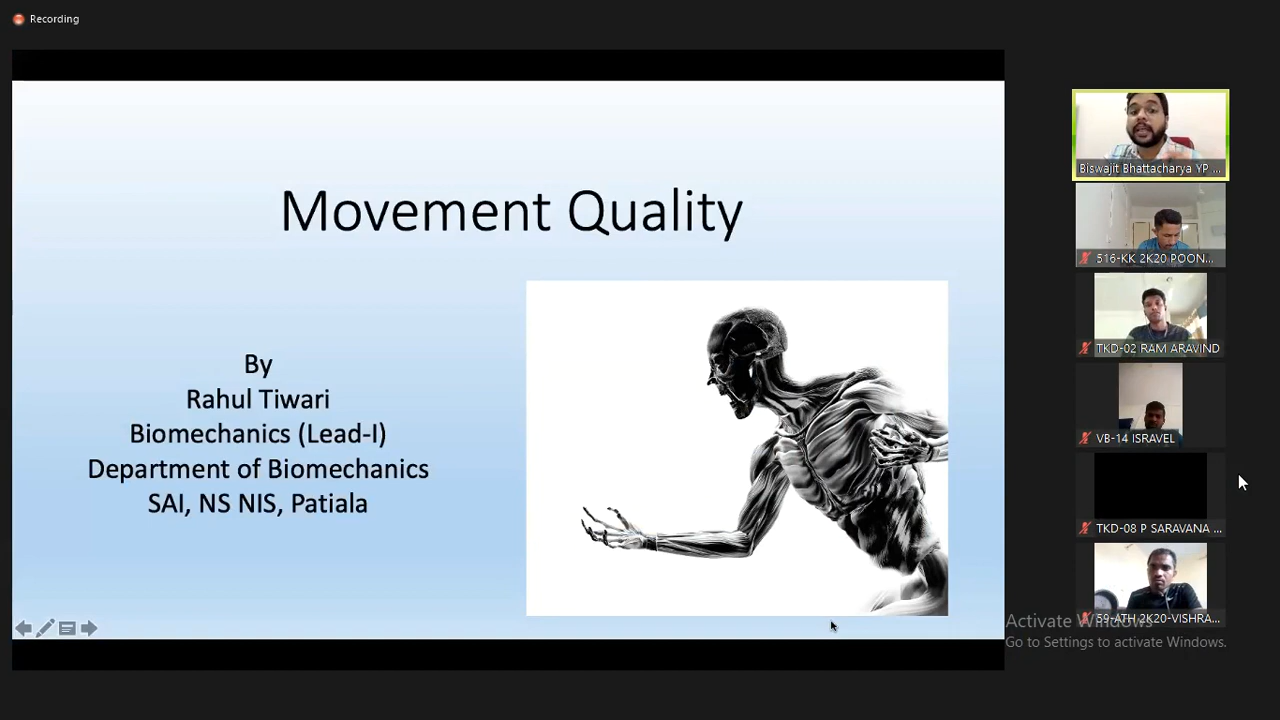 Recording
Movement Quality
By
Rahul Tiwari
Biomechanics (Lead-I)
Department of Biomechanics
SAI, NS NIS, Patiala
Biswajit Bhattacharya YP ...
516-KK 2K20 POON...
TKD-02 RAM ARAVIND
VB-14 ISRAVEL
TKD-08 P SARAVANA ...
59-ATH 2K20-VISHRA...
Activate Windows
Go to Settings to activate Windows.